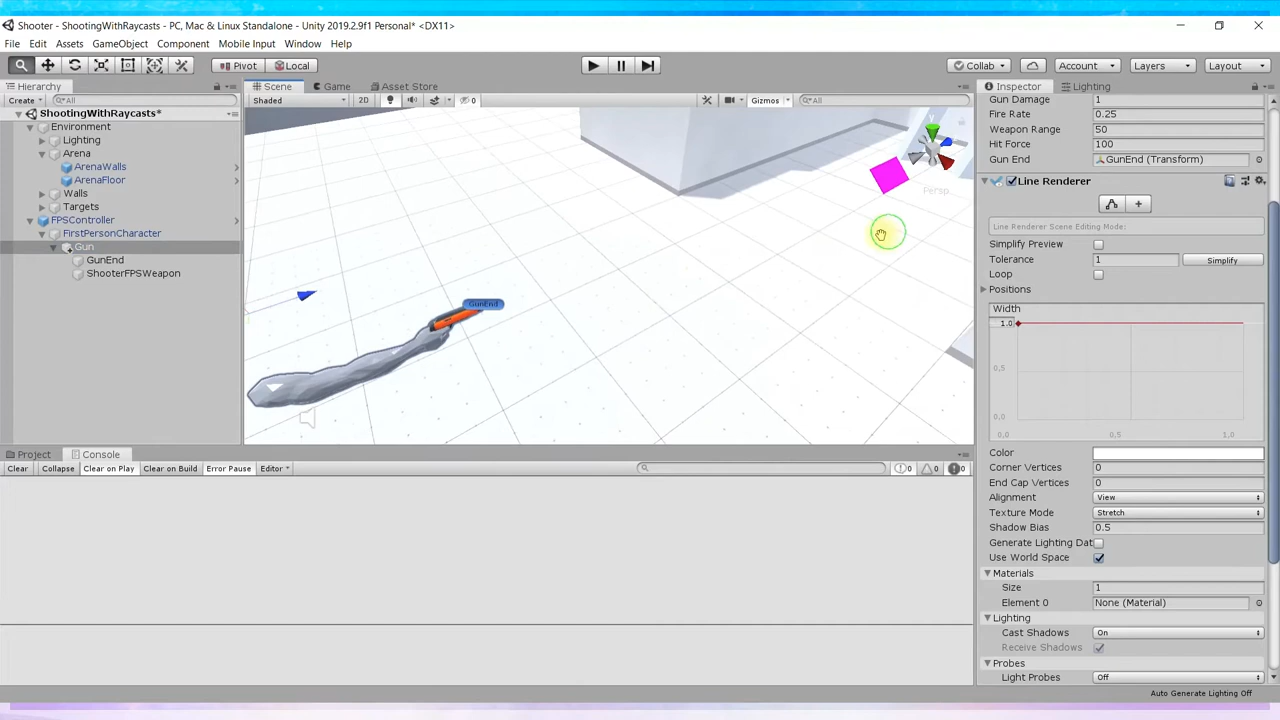 Shooter - ShootingWithRaycasts - PC, Mac & Linux Standalone - Unity 2019.2.9f1 Personal* <DX11>
File Edit Assets GameObject Component Mobile Input Window Help
Pivot Local Collab Account Layers Layout
Hierarchy Scene Game Asset Store Inspector Lighting
Create All Shaded 2D 0 Gizmos All
ShootingWithRaycasts*
Environment
Lighting
Arena
ArenaWalls
ArenaFloor
Walls
Targets
FPSController
FirstPersonCharacter
Gun
GunEnd
ShooterFPSWeapon
y
Persp
GunEnd
Gun Damage 1
Fire Rate 0.25
Weapon Range 50
Hit Force 100
Gun End GunEnd (Transform)
Line Renderer
Line Renderer Scene Editing Mode:
Simplify Preview
Tolerance 1 Simplify
Loop
Positions
Width
1.0
0.5
0.0
0.0 0.5 1.0
Color
Corner Vertices 0
End Cap Vertices 0
Alignment View
Texture Mode Stretch
Shadow Bias 0.5
Generate Lighting Dat
Use World Space
Materials
Size 1
Element 0 None (Material)
Lighting
Cast Shadows On
Receive Shadows
Probes
Light Probes Off
Project Console
Clear Collapse Clear on Play Clear on Build Error Pause Editor 0 0 0
Auto Generate Lighting Off